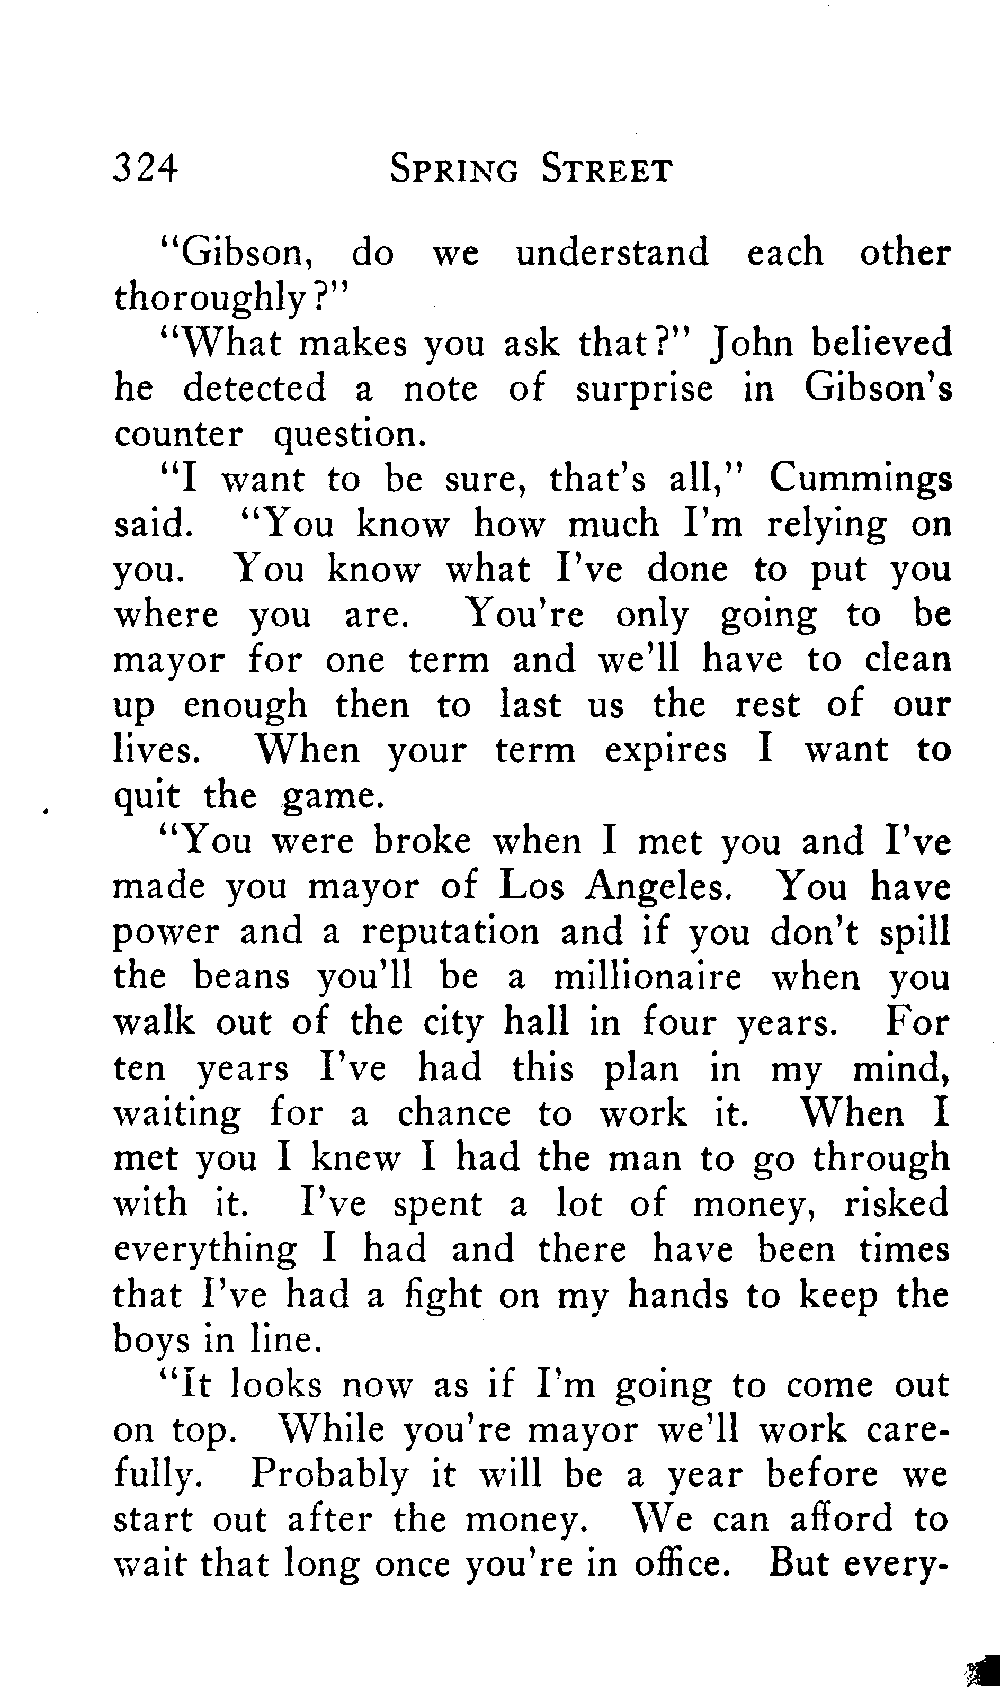 324 SPRING STREET
“Gibson, do we understand each other
thoroughly?”
“What makes you ask that?” John believed
he detected a note of surprise in Gibson's
counter question.
“I want to be sure, that's all,” Cummings
said. “You know how much I'm relying on
you. You know what I've done to put you
where you are. You're only going to be
mayor for one term and we'll have to clean
up enough then to last us the rest of our
lives. When your term expires I want to
quit the game.
“You were broke when I met you and I've
made you mayor of Los Angeles. You have
power and a reputation and if you don't spill
the beans you'll be a millionaire when you
walk out of the city hall in four years. For
ten years I've had this plan in my mind,
waiting for a chance to work it. When I
met you I knew I had the man to go through
with it. I've spent a lot of money, risked
everything I had and there have been times
that I've had a fight on my hands to keep the
boys in line.
“It looks now as if I'm going to come out
on top. While you're mayor we'll work care-
fully. Probably it will be a year before we
start out after the money. We can afford to
wait that long once you're in office. But every-